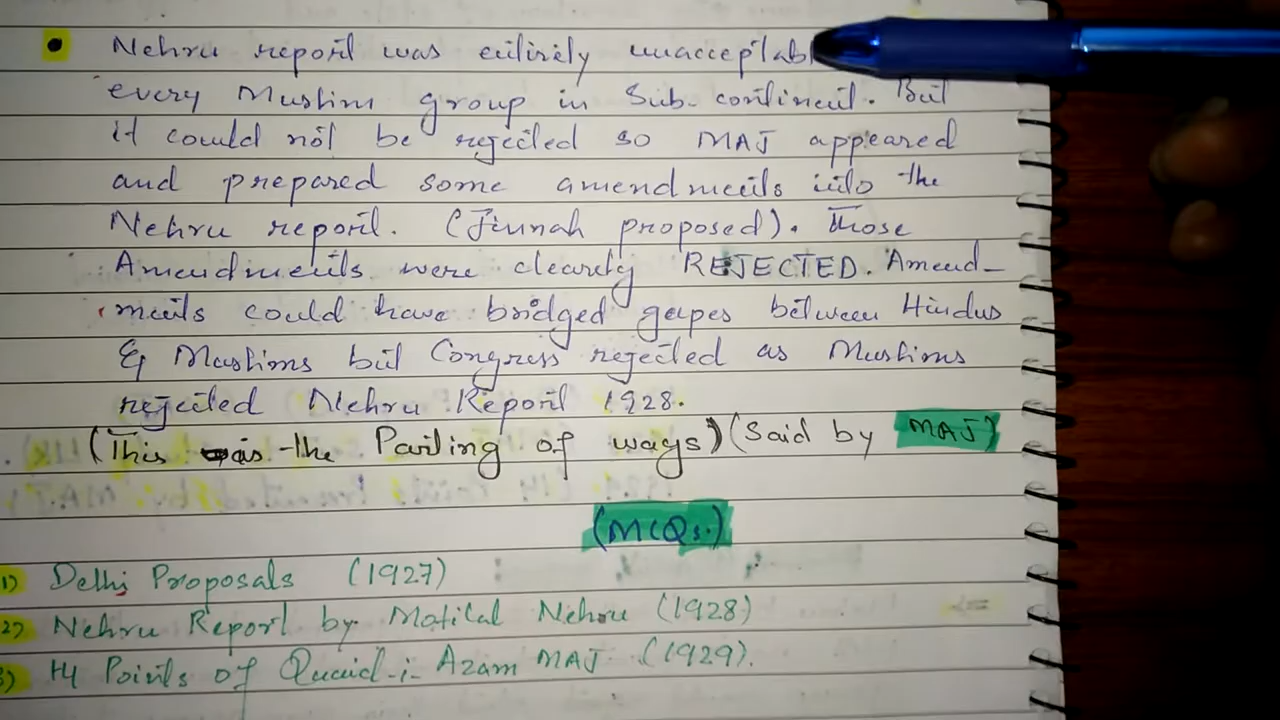 Nehru report was entirely unacceptabl
every Muslim group in Sub-continent. But
it could not be rejected so MAJ appeared
and prepared some amendments into the
Nehru report. (Jinnah proposed). Those
Amendments were clearly REJECTED. Amend-
ments could have bridged gapes between Hindus
& Muslims but Congress rejected as Muslims
rejected Nehru Report 1928.
(This is the Parting of ways) (Said by MAJ)
(MCQs.)
1) Delhi Proposals (1927)
2) Nehru Report by Motilal Nehru (1928)
3) 14 Points of Quaid-i-Azam MAJ (1929).